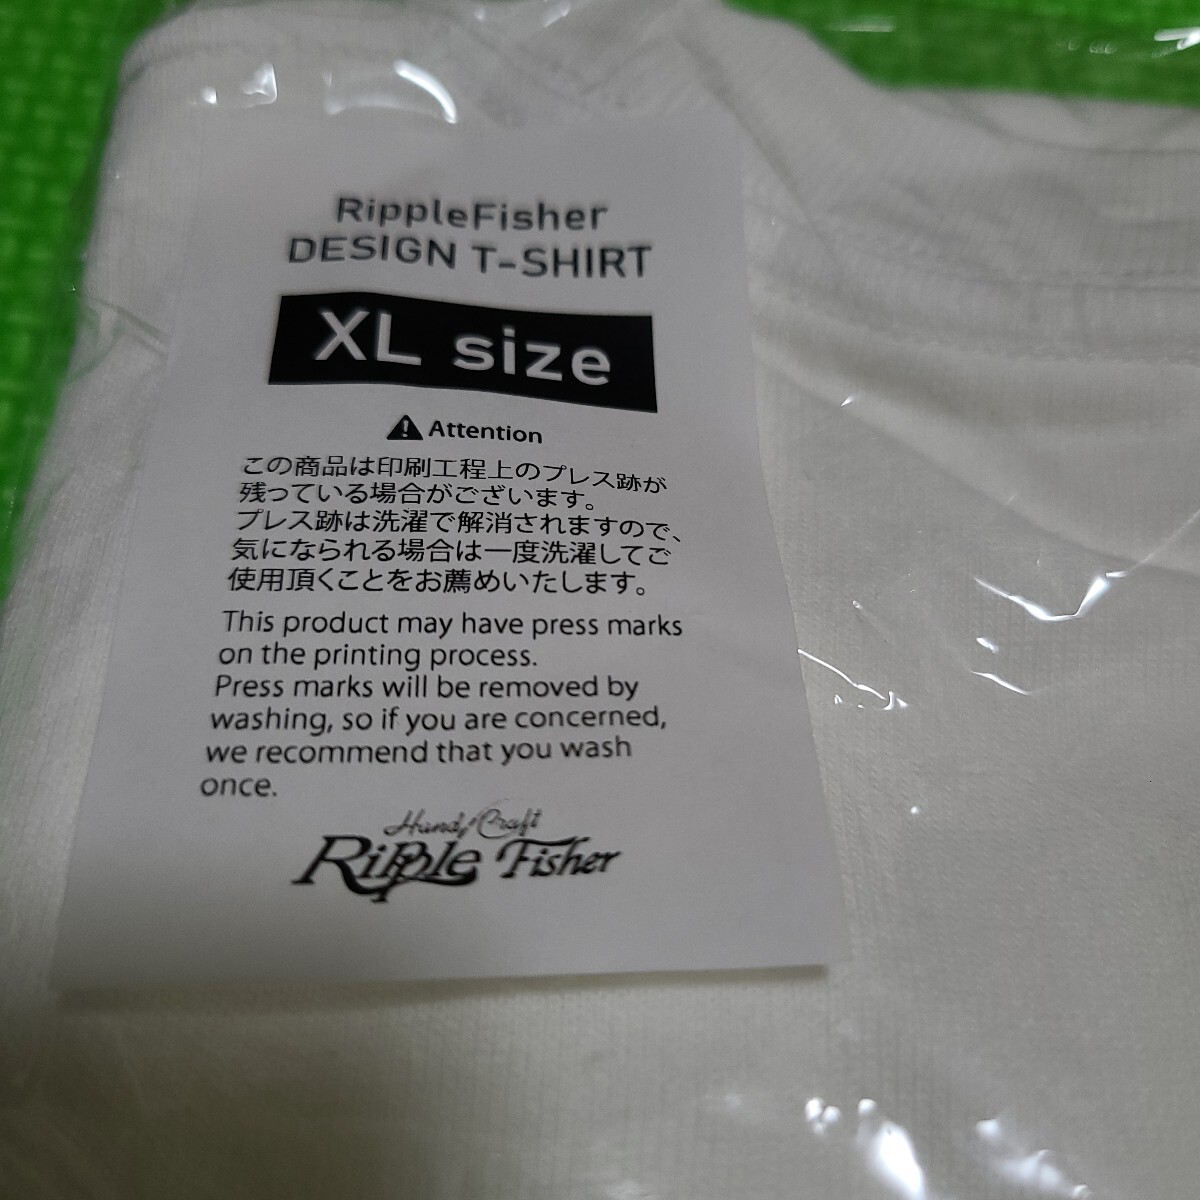 RippleFisher
DESIGN T-SHIRT
XL size
Attention
この商品は印刷工程上のプレス跡が
残っている場合がございます。
プレス跡は洗濯で解消されますので、
気になられる場合は一度洗濯してご
使用頂くことをお薦めいたします。
This product may have press marks
on the printing process.
Press marks will be removed by
washing, so if you are concerned,
we recommend that you wash
once.
Handy Craft
Ripple Fisher